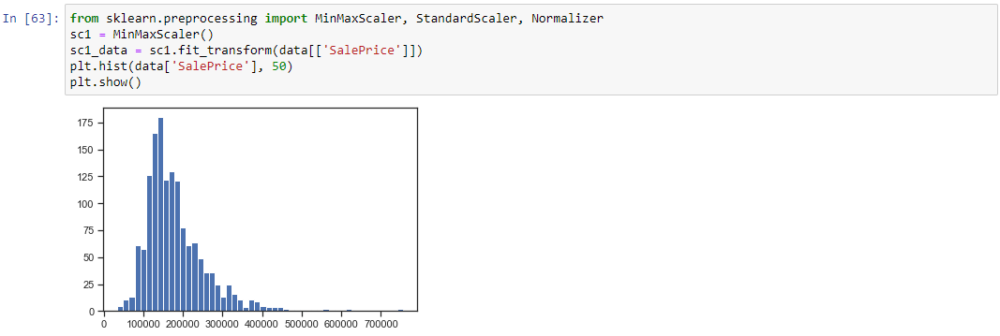 In [63]: from sklearn.preprocessing import MinMaxScaler, StandardScaler, Normalizer
sc1 = MinMaxScaler()
sc1_data = sc1.fit_transform(data[['SalePrice']])
plt.hist(data['SalePrice'], 50)
plt.show()
175
150
125
100
75
50
25
0
0 100000 200000 300000 400000 500000 600000 700000